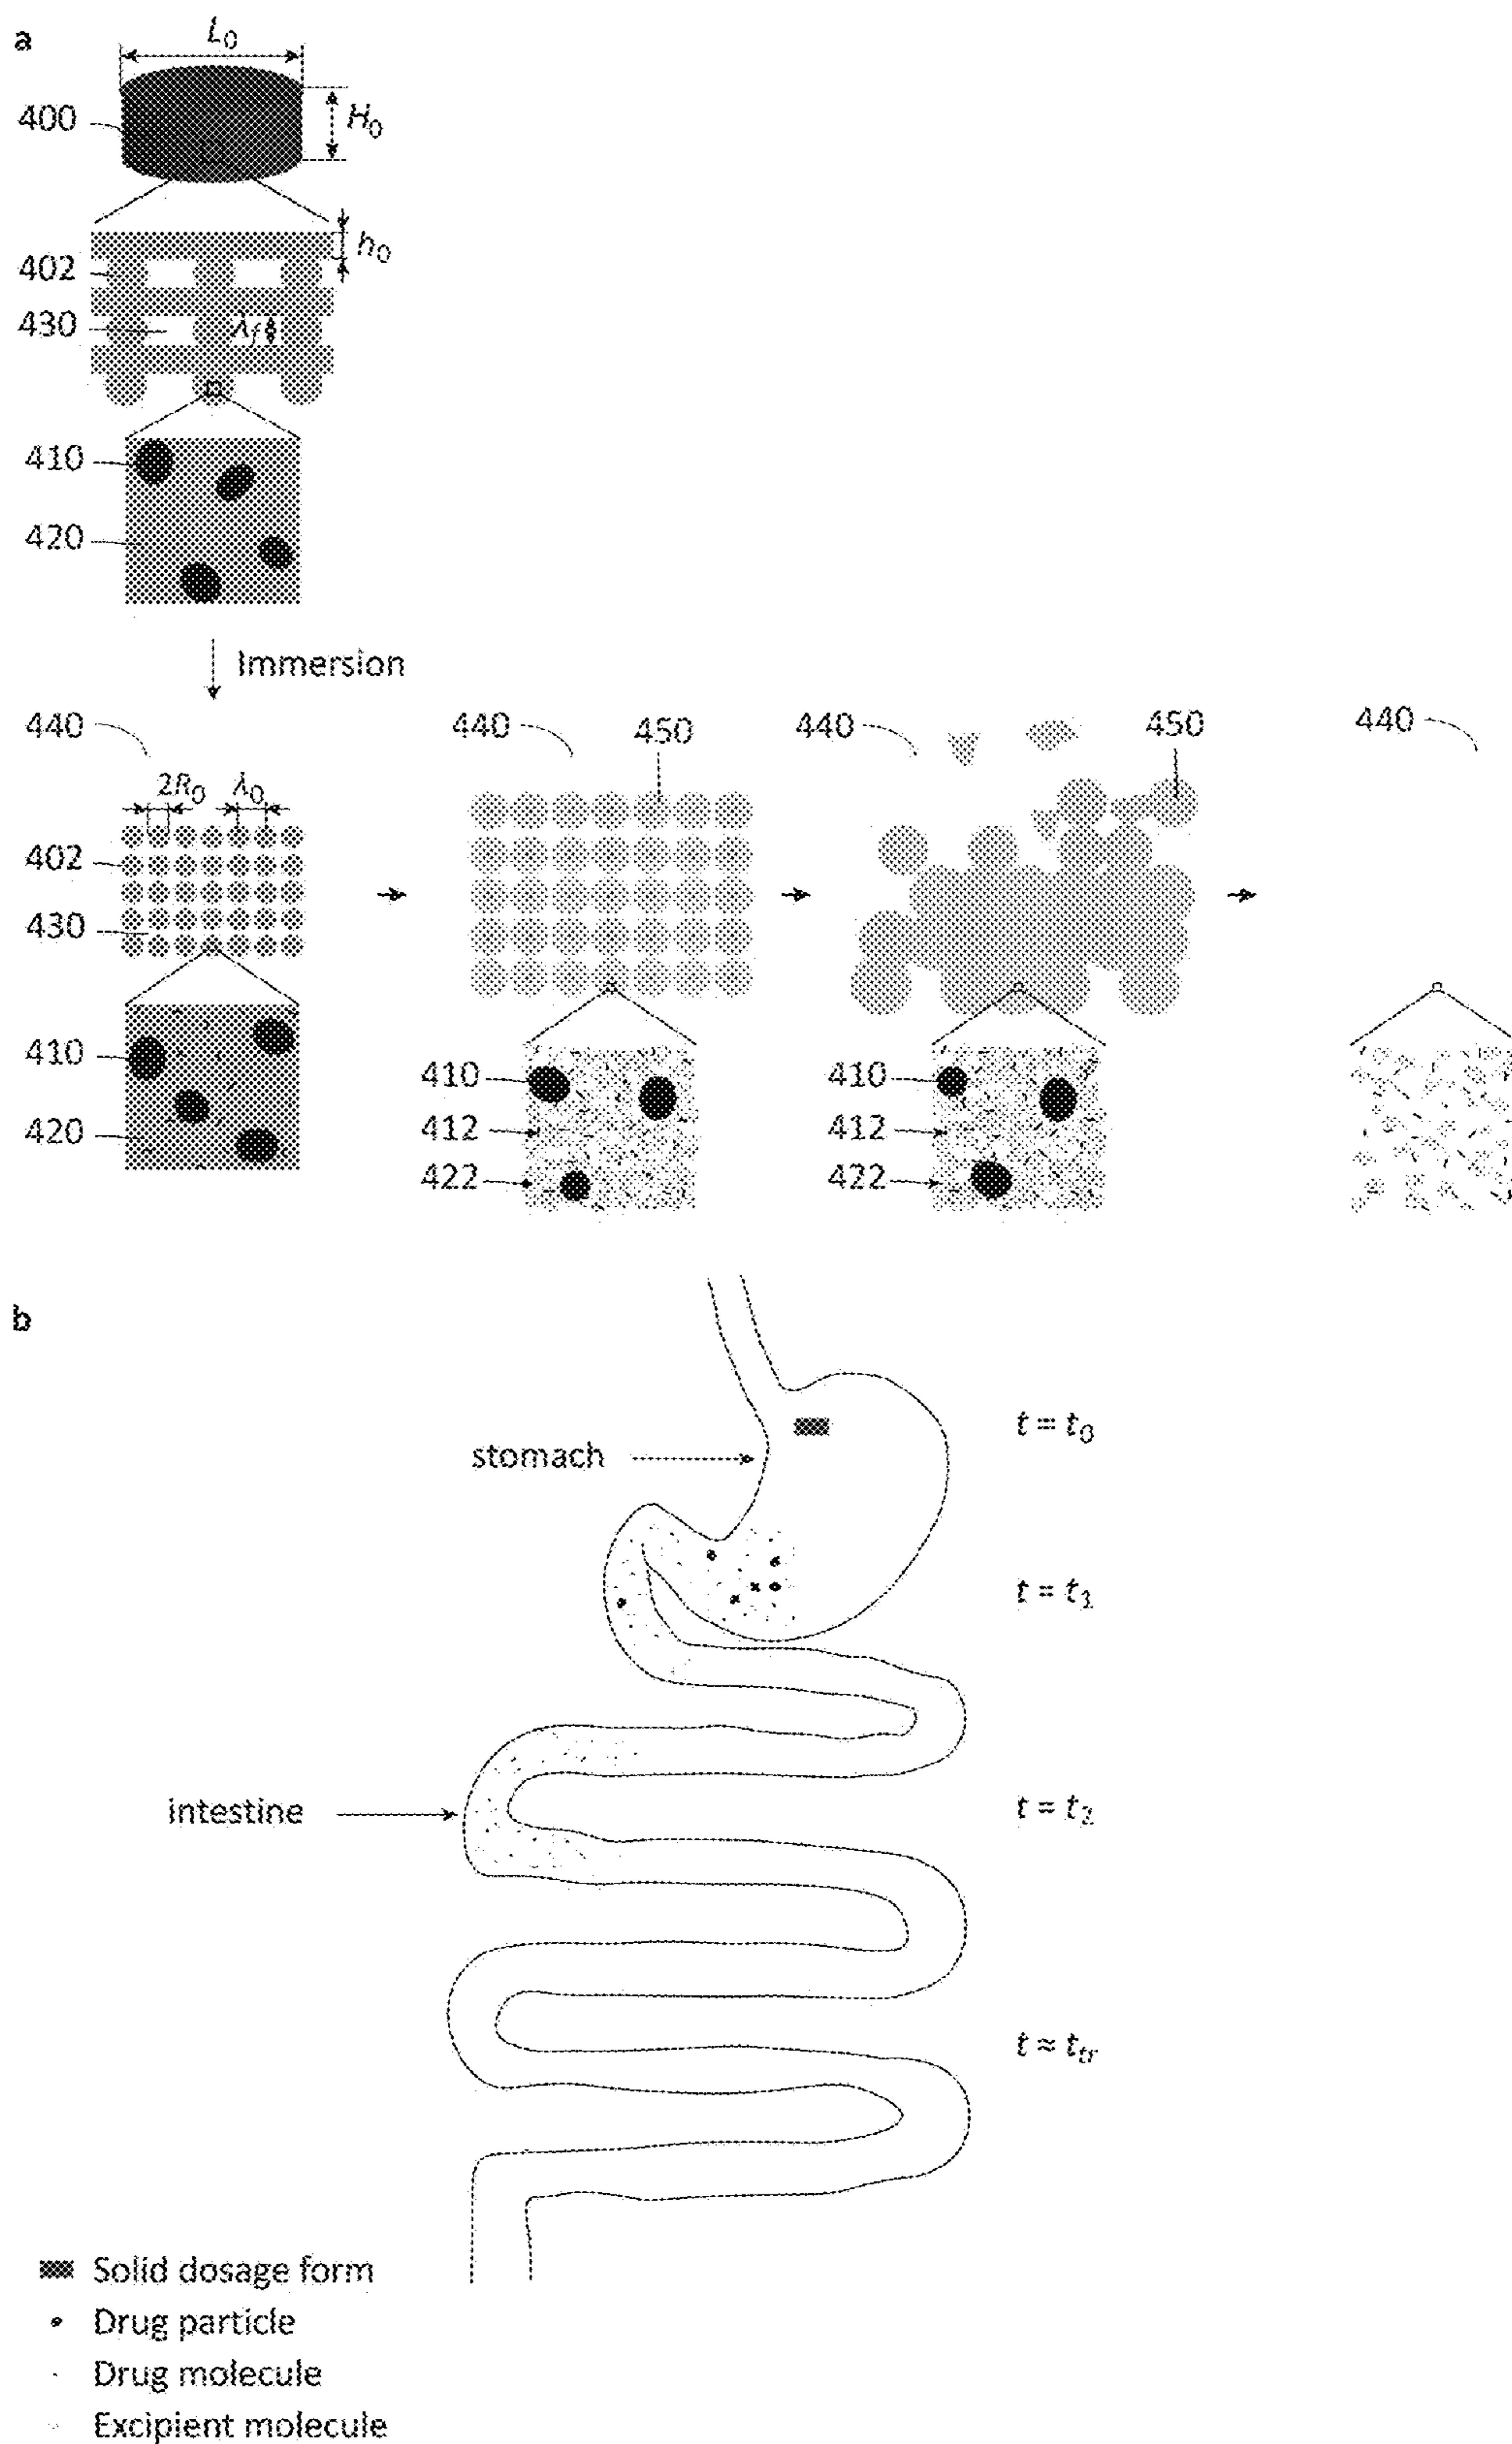 a
L0
400
H0
h0
402
430
λf
410
420
Immersion
440 440 450 440 450 440
2R0 λ0
402
430
410
420
410
412
422
410
412
422
b
t = t0
stomach
t = t1
intestine
t = t2
t ≈ ttr
Solid dosage form
Drug particle
Drug molecule
Excipient molecule